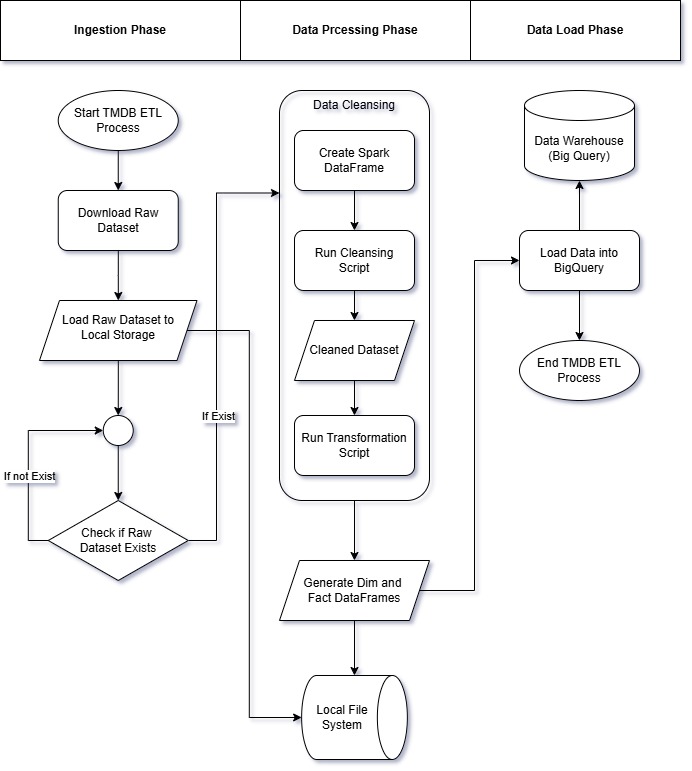 Ingestion Phase
Data Prcessing Phase
Data Load Phase
Start TMDB ETL
Process
Download Raw
Dataset
Load Raw Dataset to
Local Storage
If not Exist
Check if Raw
Dataset Exists
If Exist
Data Cleansing
Create Spark
DataFrame
Run Cleansing
Script
Cleaned Dataset
Run Transformation
Script
Generate Dim and
Fact DataFrames
Local File
System
Data Warehouse
(Big Query)
Load Data into
BigQuery
End TMDB ETL
Process